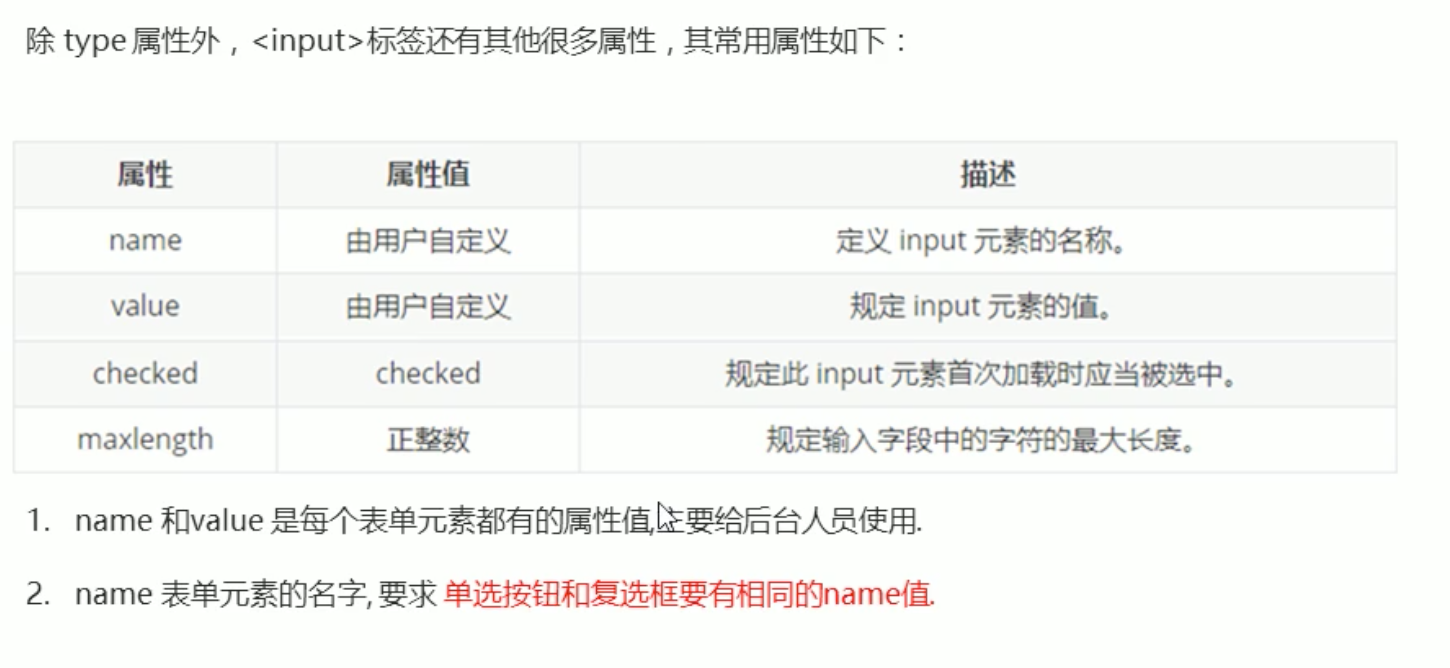 除 type 属性外，<input>标签还有其他很多属性，其常用属性如下：
属性 属性值 描述
name 由用户自定义 定义 input 元素的名称。
value 由用户自定义 规定 input 元素的值。
checked checked 规定此 input 元素首次加载时应当被选中。
maxlength 正整数 规定输入字段中的字符的最大长度。
1. name 和value 是每个表单元素都有的属性值,主要给后台人员使用.
2. name 表单元素的名字, 要求 单选按钮和复选框要有相同的name值.